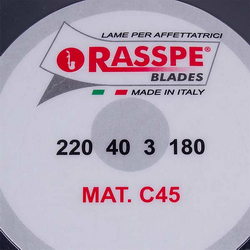 LAME PER AFFETTATRICI
RASSPE®
BLADES
MADE IN ITALY
220 40 3 180
MAT. C45